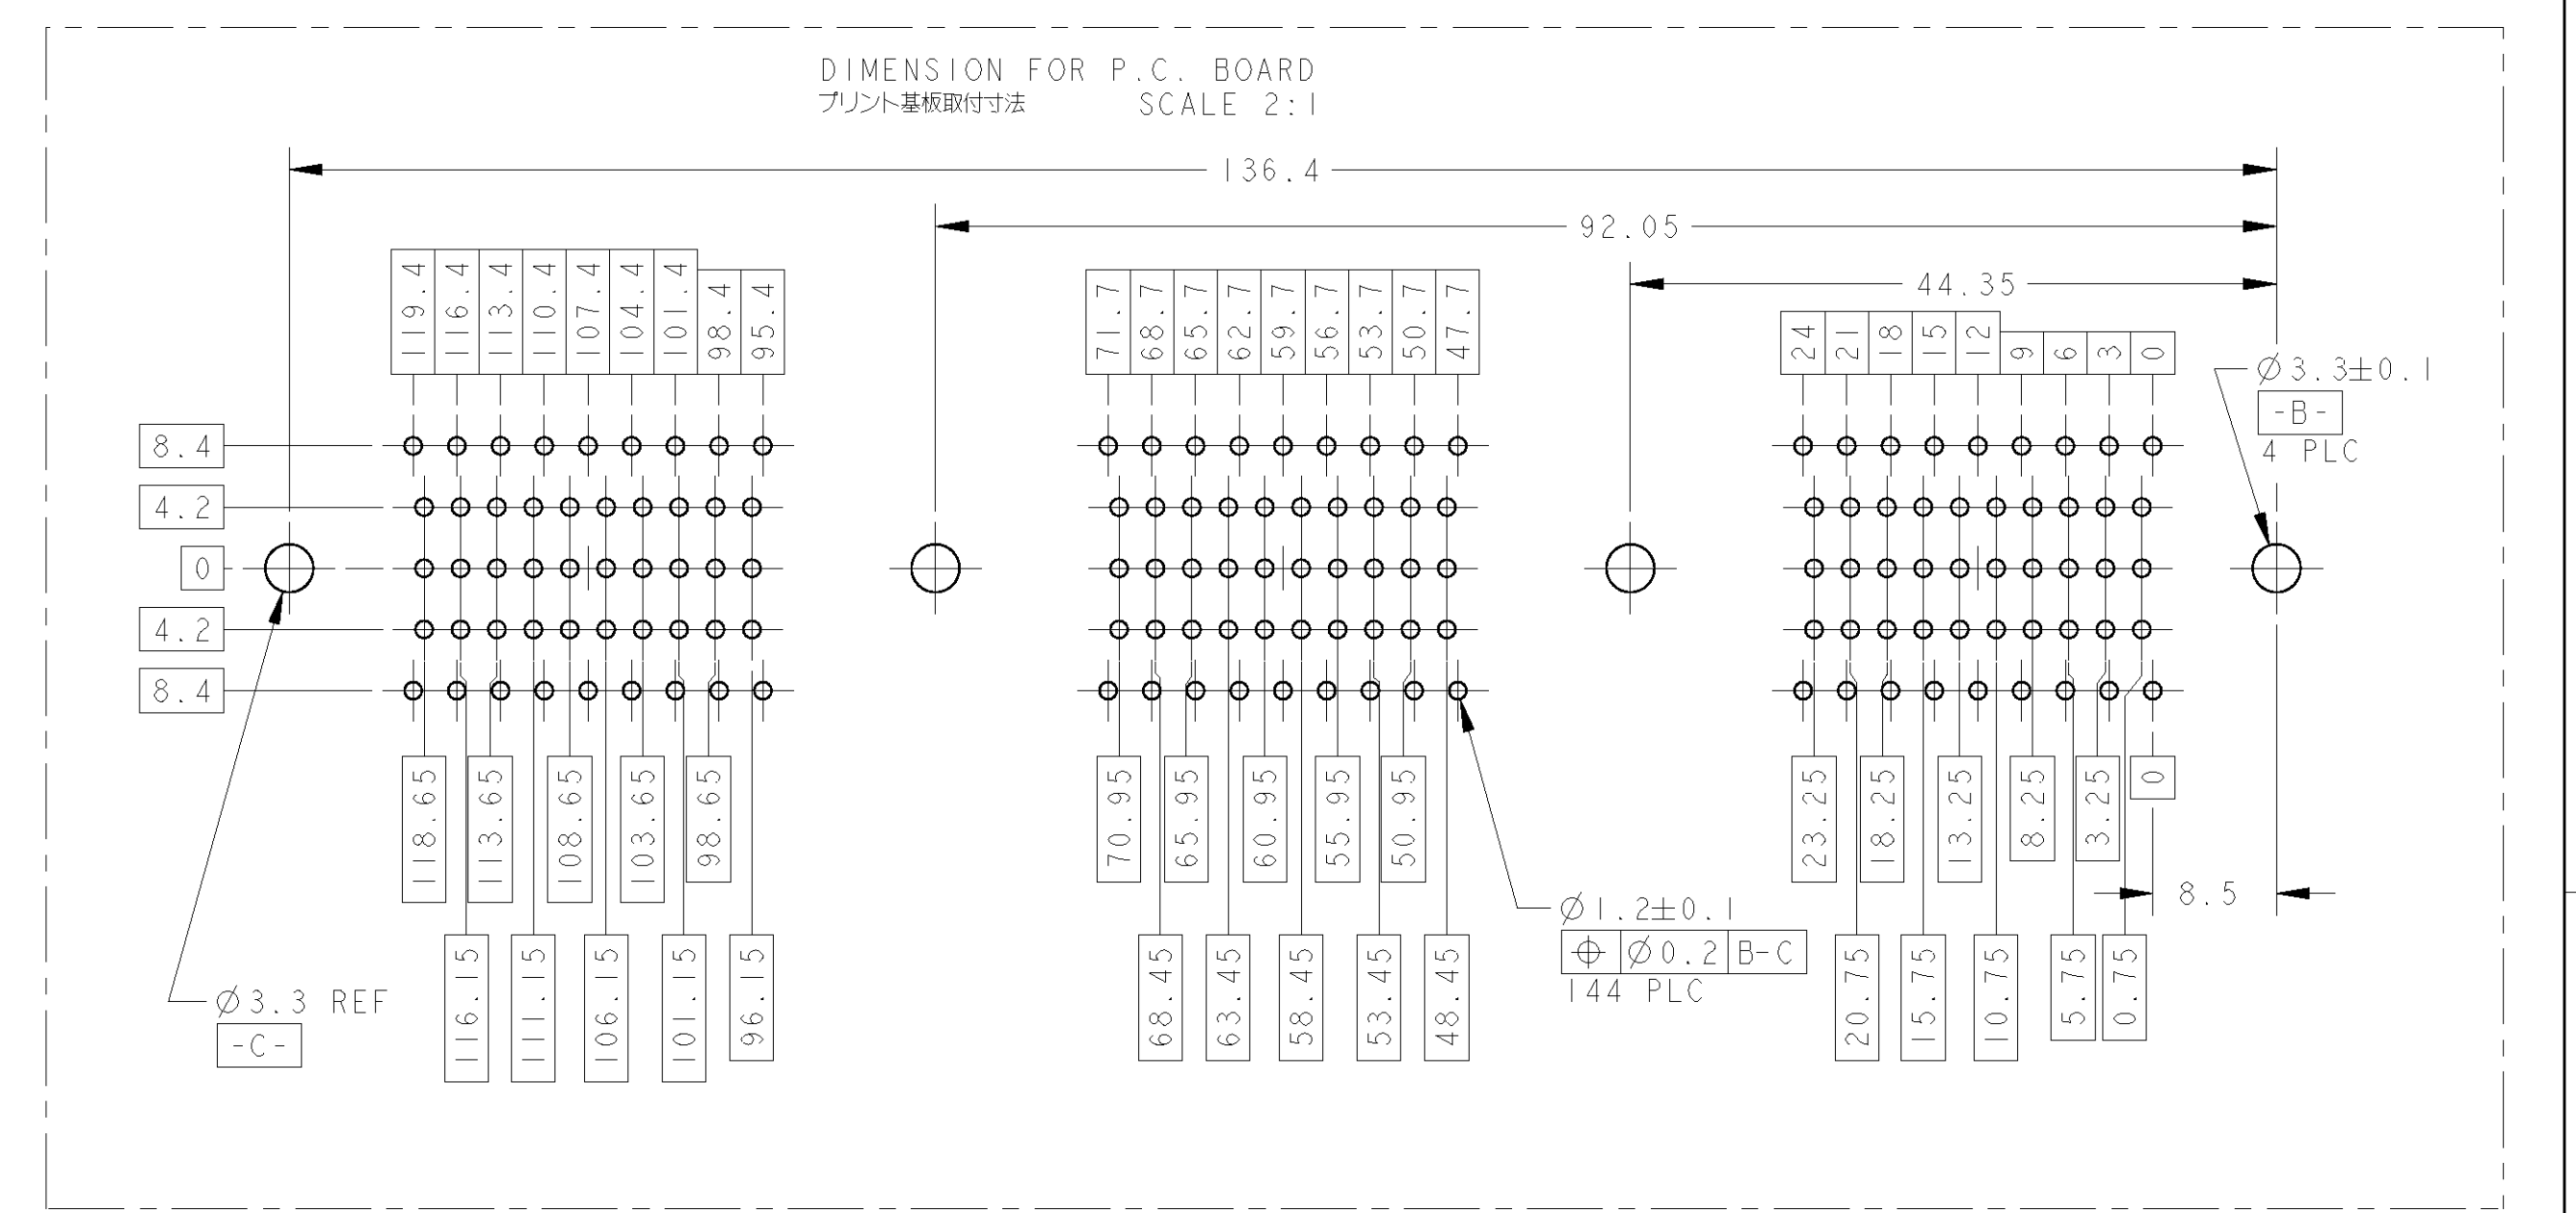 DIMENSION FOR P.C. BOARD
プリント基板取付寸法 SCALE 2:1
136.4
92.05
44.35
119.4 116.4 113.4 110.4 107.4 104.4 101.4 98.4 95.4
71.7 68.7 65.7 62.7 59.7 56.7 53.7 50.7 47.7
24 21 18 15 12 9 6 3 0
Ø3.3±0.1
-B-
4 PLC
8.4
4.2
0
4.2
8.4
118.65 113.65 108.65 103.65 98.65
70.95 65.95 60.95 55.95 50.95
23.25 18.25 13.25 8.25 3.25 0
8.5
Ø1.2±0.1
⌖ Ø0.2 B-C
144 PLC
116.15 111.15 106.15 101.15 96.15
68.45 63.45 58.45 53.45 48.45
20.75 15.75 10.75 5.75 0.75
Ø3.3 REF
-C-